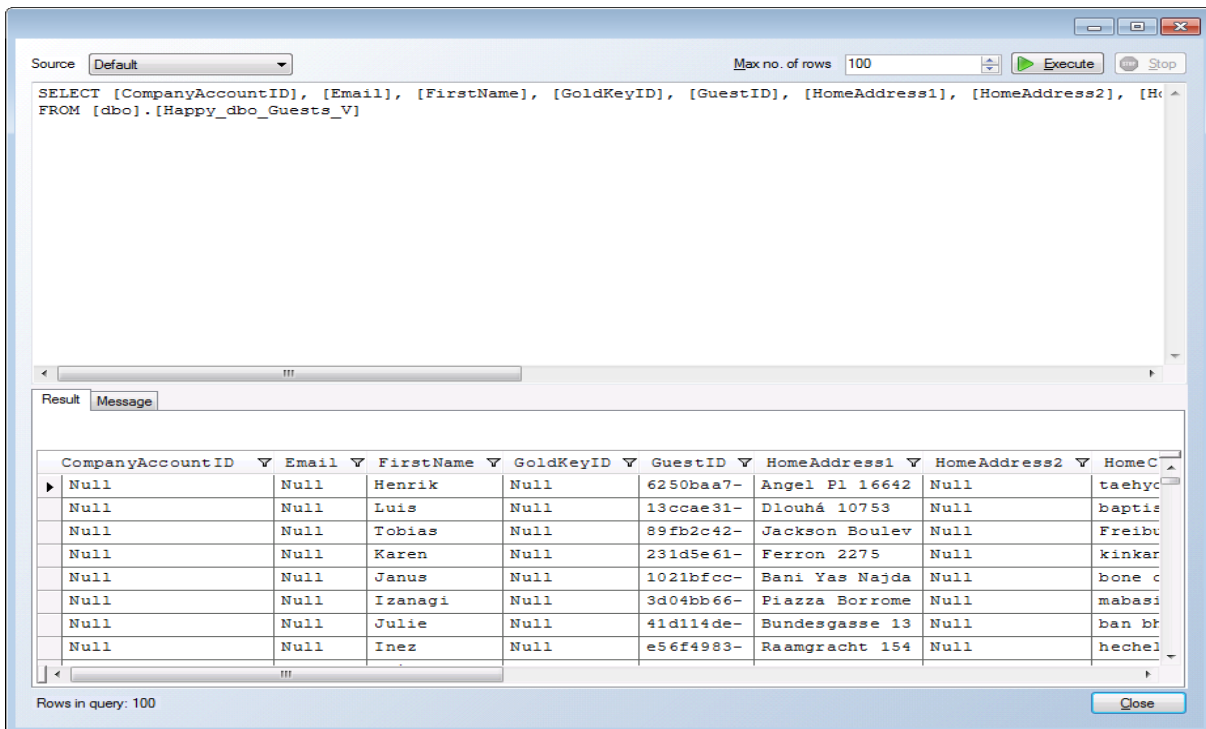 Source Default Max no. of rows 100 Execute STOP Stop
SELECT [CompanyAccountID], [Email], [FirstName], [GoldKeyID], [GuestID], [HomeAddress1], [HomeAddress2], [Ho
FROM [dbo].[Happy_dbo_Guests_V]
Result Message
CompanyAccountID Email FirstName GoldKeyID GuestID HomeAddress1 HomeAddress2 HomeC
Null Null Henrik Null 6250baa7- Angel Pl 16642 Null taehyc
Null Null Luis Null 13ccae31- Dlouhá 10753 Null baptis
Null Null Tobias Null 89fb2c42- Jackson Boulev Null Freibu
Null Null Karen Null 231d5e61- Ferron 2275 Null kinkar
Null Null Janus Null 1021bfcc- Bani Yas Najda Null bone c
Null Null Izanagi Null 3d04bb66- Piazza Borrome Null mabasi
Null Null Julie Null 41d114de- Bundesgasse 13 Null ban bh
Null Null Inez Null e56f4983- Raamgracht 154 Null hechel
Rows in query: 100 Close